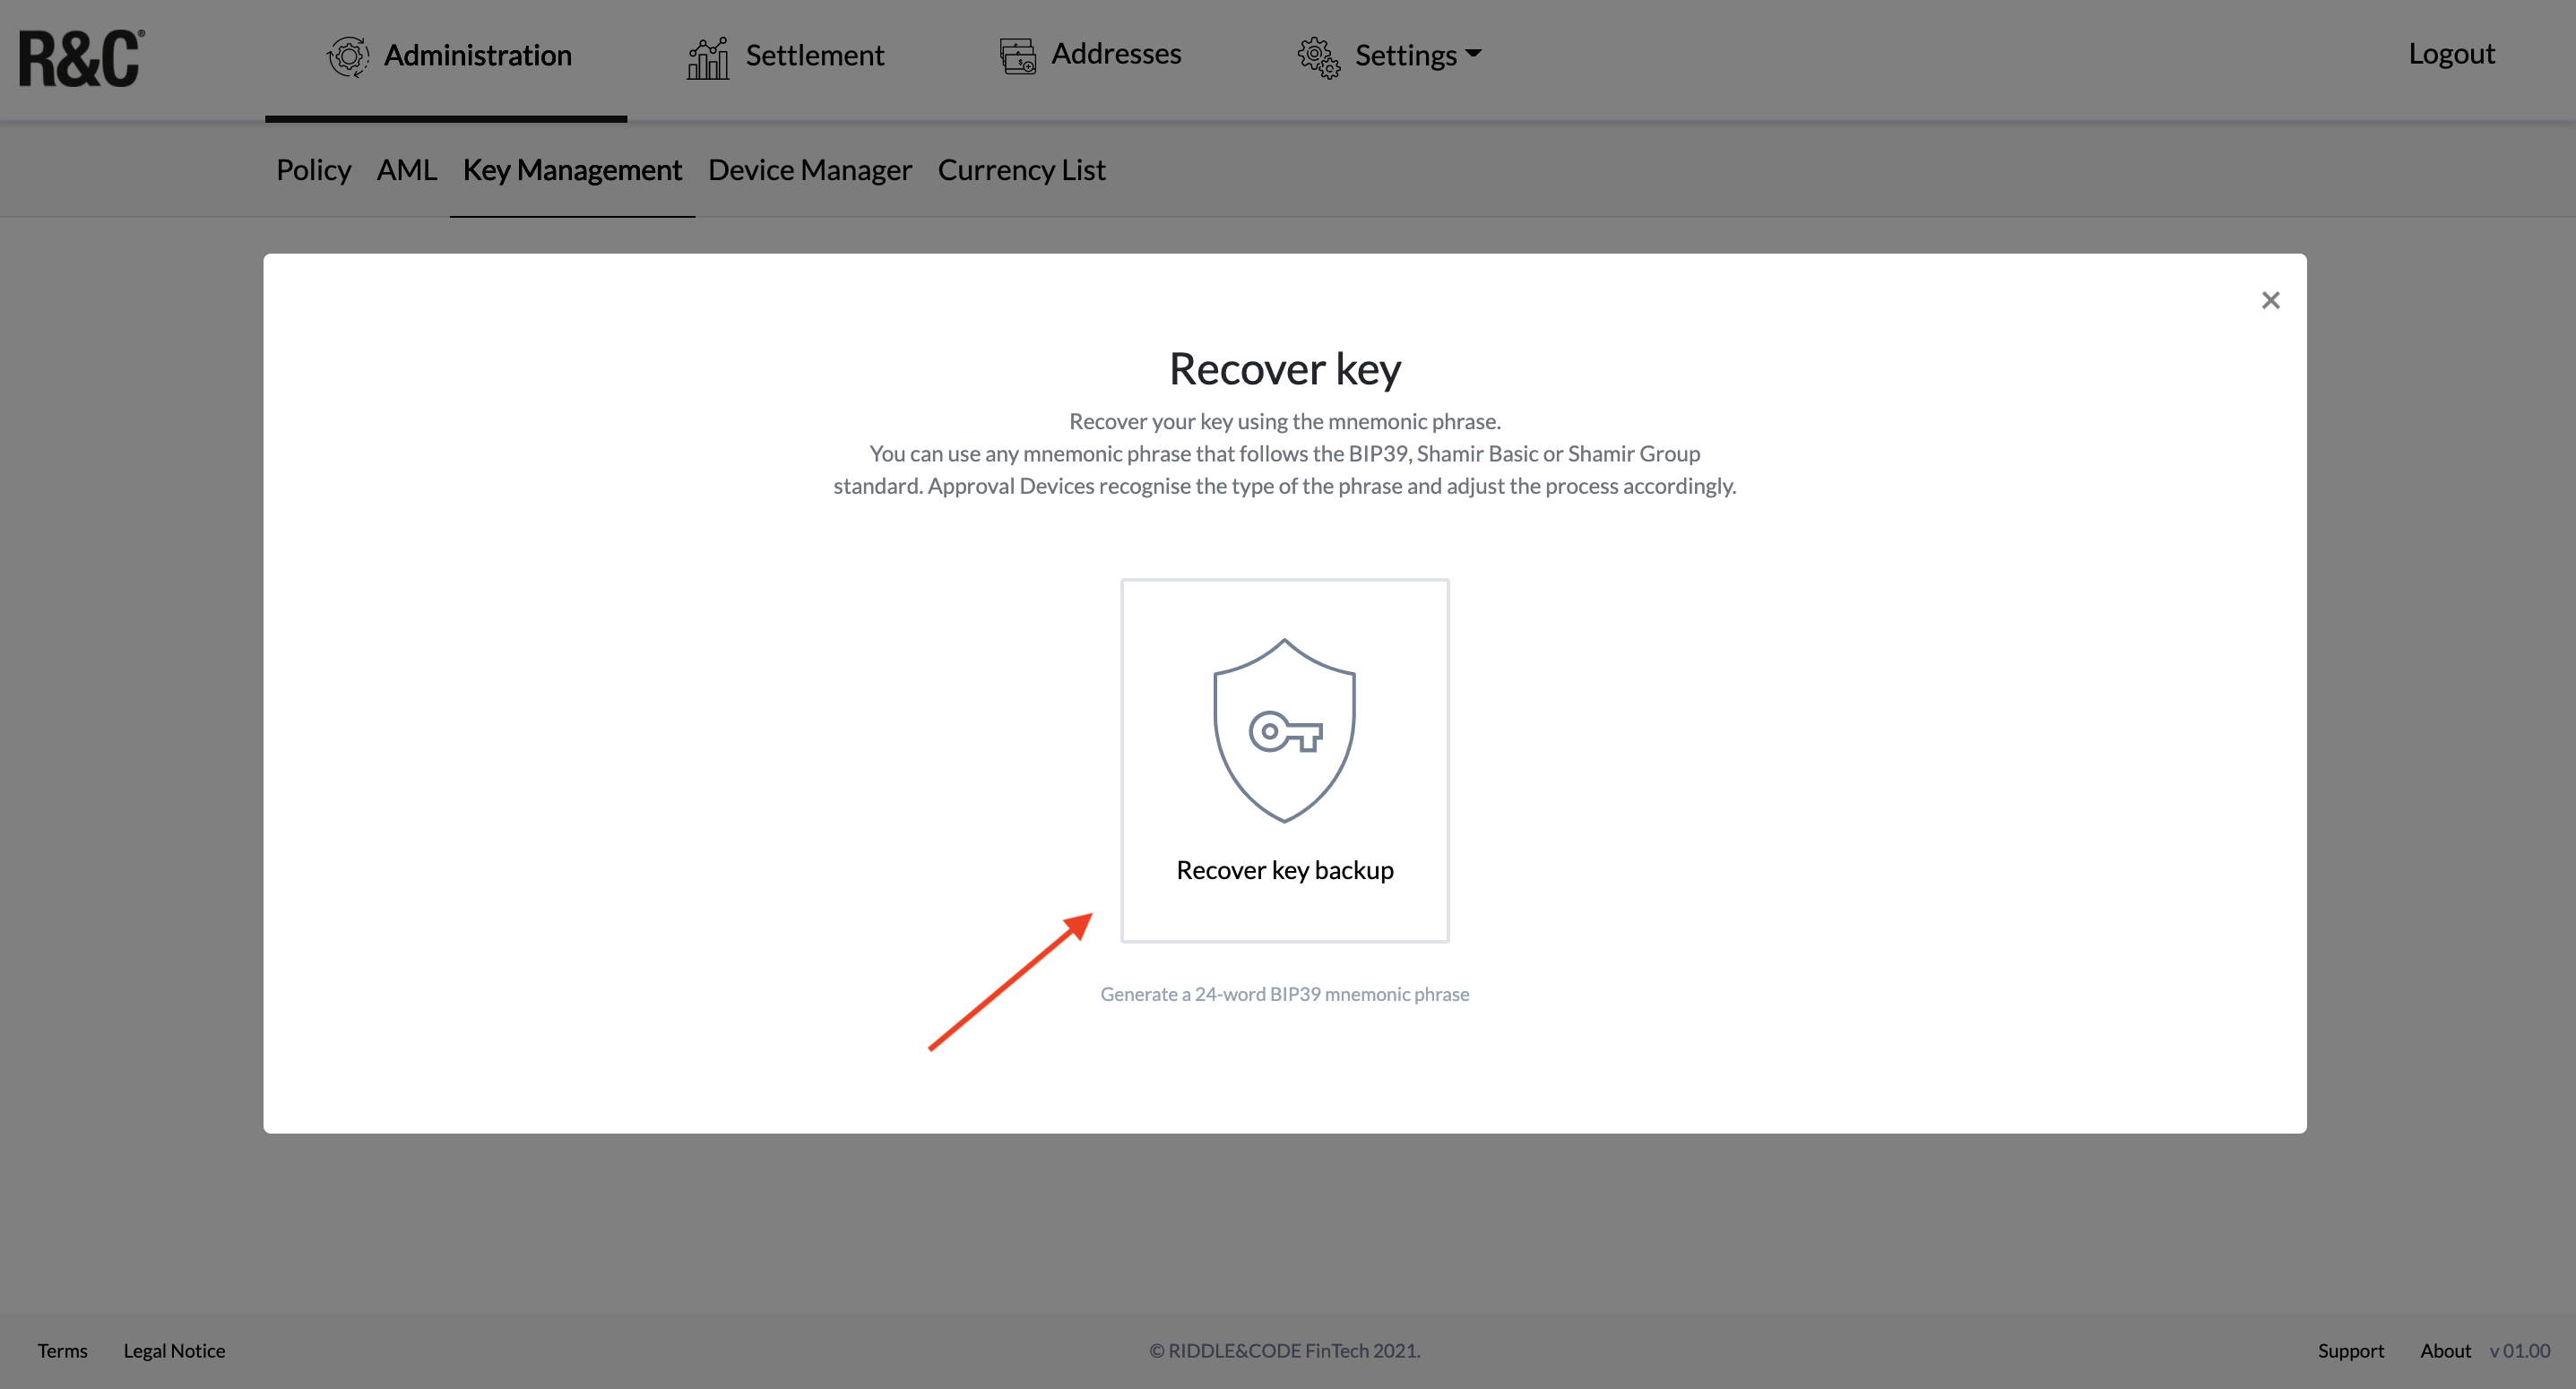 R&C®
Administration
Settlement
Addresses
Settings
Logout
Policy
AML
Key Management
Device Manager
Currency List
×
Recover key
Recover your key using the mnemonic phrase.
You can use any mnemonic phrase that follows the BIP39, Shamir Basic or Shamir Group
standard. Approval Devices recognise the type of the phrase and adjust the process accordingly.
Recover key backup
Generate a 24-word BIP39 mnemonic phrase
Terms
Legal Notice
© RIDDLE&CODE FinTech 2021.
Support
About
v 01.00